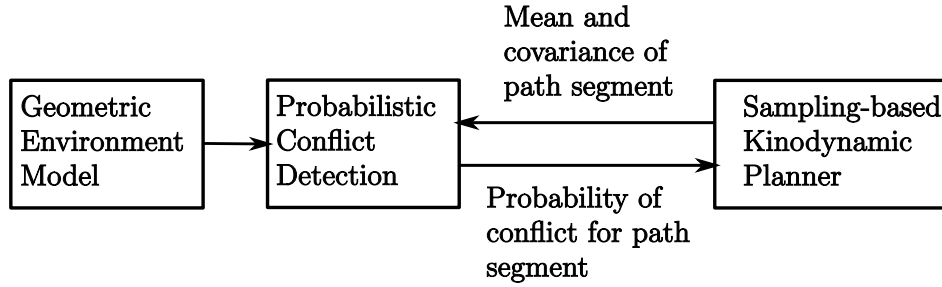 Mean and
covariance of
path segment
Geometric
Environment
Model
Probabilistic
Conflict
Detection
Sampling-based
Kinodynamic
Planner
Probability of
conflict for path
segment